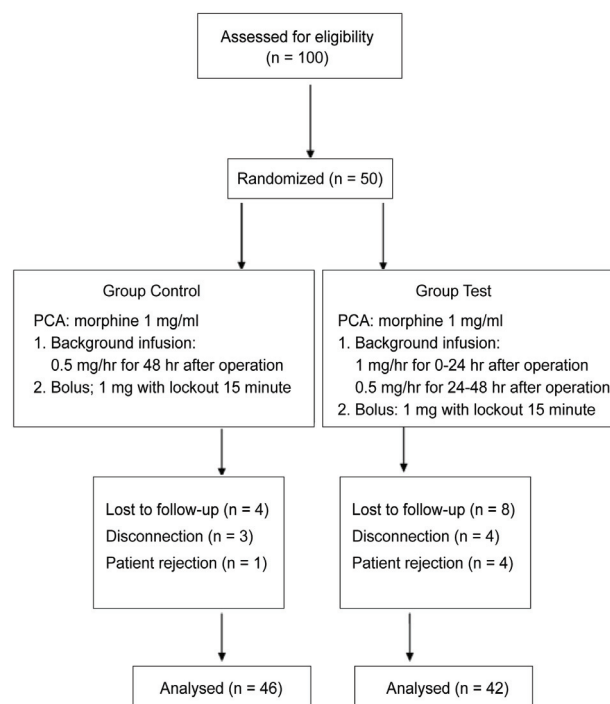 Assessed for eligibility
(n = 100)
Randomized (n = 50)
Group Control
PCA: morphine 1 mg/ml
1. Background infusion:
0.5 mg/hr for 48 hr after operation
2. Bolus; 1 mg with lockout 15 minute
Group Test
PCA: morphine 1 mg/ml
1. Background infusion:
1 mg/hr for 0-24 hr after operation
0.5 mg/hr for 24-48 hr after operation
2. Bolus: 1 mg with lockout 15 minute
Lost to follow-up (n = 4)
Disconnection (n = 3)
Patient rejection (n = 1)
Lost to follow-up (n = 8)
Disconnection (n = 4)
Patient rejection (n = 4)
Analysed (n = 46)
Analysed (n = 42)